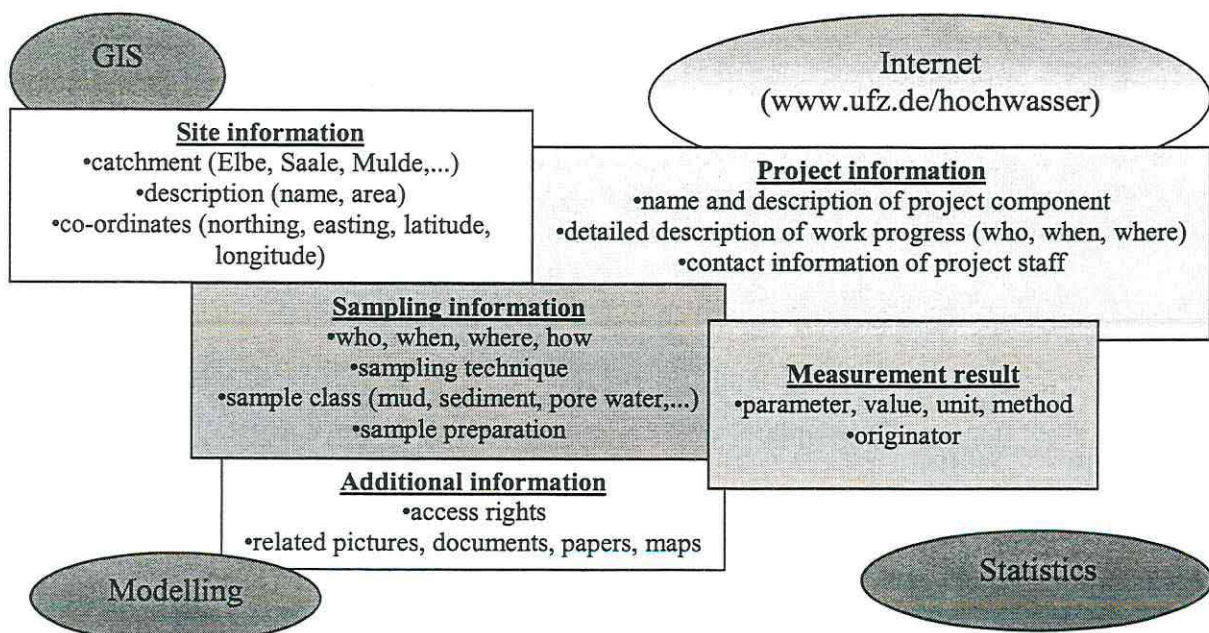 GIS
Internet
(www.ufz.de/hochwasser)
Site information
•catchment (Elbe, Saale, Mulde,...)
•description (name, area)
•co-ordinates (northing, easting, latitude,
longitude)
Project information
•name and description of project component
•detailed description of work progress (who, when, where)
•contact information of project staff
Sampling information
•who, when, where, how
•sampling technique
•sample class (mud, sediment, pore water,...)
•sample preparation
Measurement result
•parameter, value, unit, method
•originator
Additional information
•access rights
•related pictures, documents, papers, maps
Modelling
Statistics